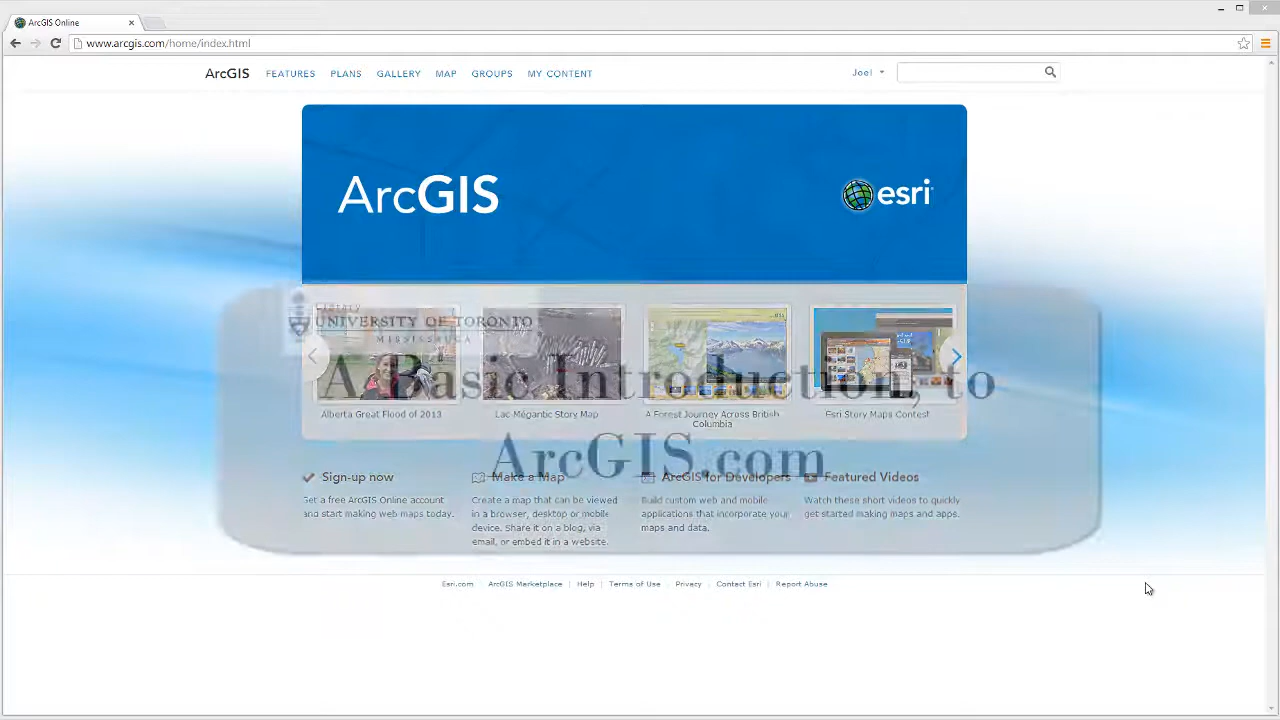 ArcGIS Online
www.arcgis.com/home/index.html
ArcGIS FEATURES PLANS GALLERY MAP GROUPS MY CONTENT Joel
ArcGIS esri
Library
UNIVERSITY OF TORONTO
MISSISSAUGA
A Basic Introduction, to
ArcGIS.com
Alberta Great Flood of 2013
Lac Mégantic Story Map
A Forest Journey Across British
Columbia
Esri Story Maps Contest
Sign-up now
Get a free ArcGIS Online account
and start making web maps today.
Make a Map
Create a map that can be viewed
in a browser, desktop or mobile
device. Share it on a blog, via
email, or embed it in a website.
ArcGIS for Developers
Build custom web and mobile
applications that incorporate your
maps and data.
Featured Videos
Watch these short videos to quickly
get started making maps and apps.
Esri.com ArcGIS Marketplace | Help | Terms of Use | Privacy | Contact Esri | Report Abuse